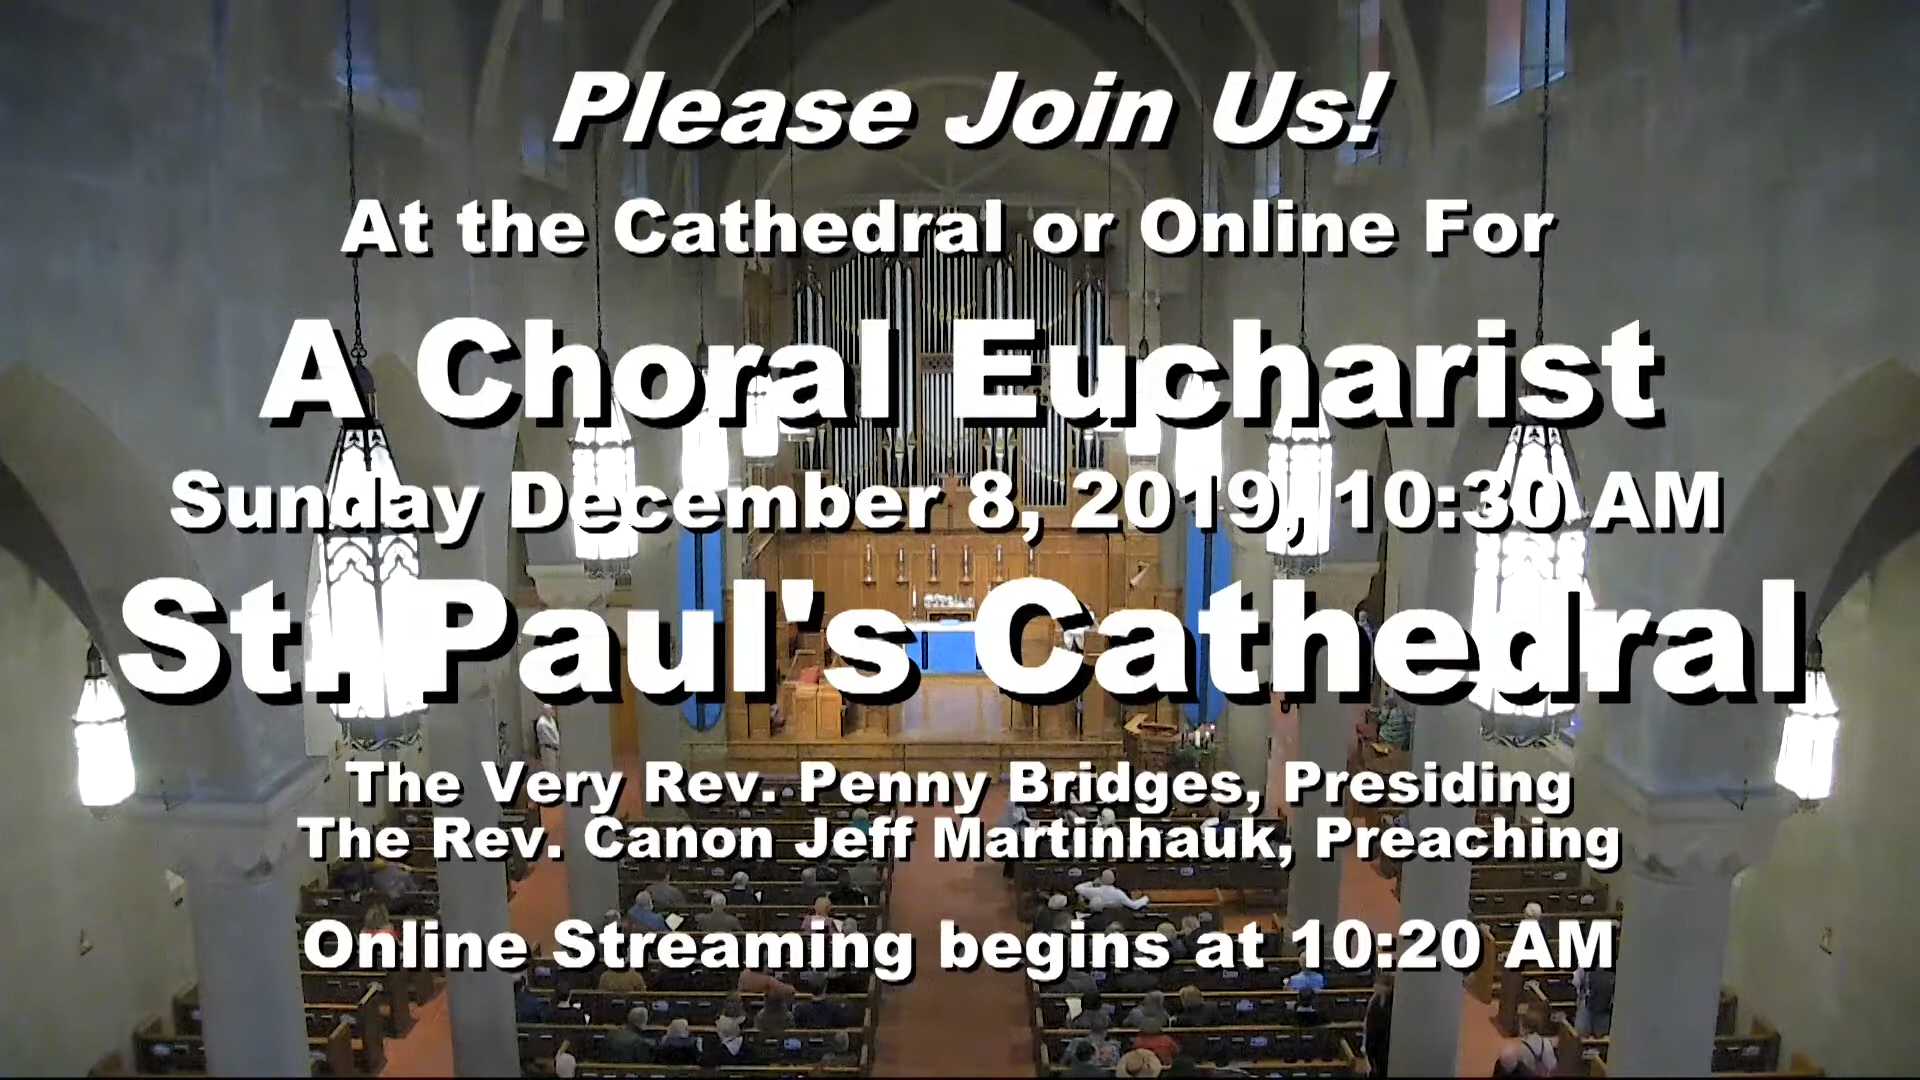 Please Join Us!
At the Cathedral or Online For
A Choral Eucharist
Sunday December 8, 2019, 10:30 AM
St. Paul's Cathedral
The Very Rev. Penny Bridges, Presiding
The Rev. Canon Jeff Martinhauk, Preaching
Online Streaming begins at 10:20 AM